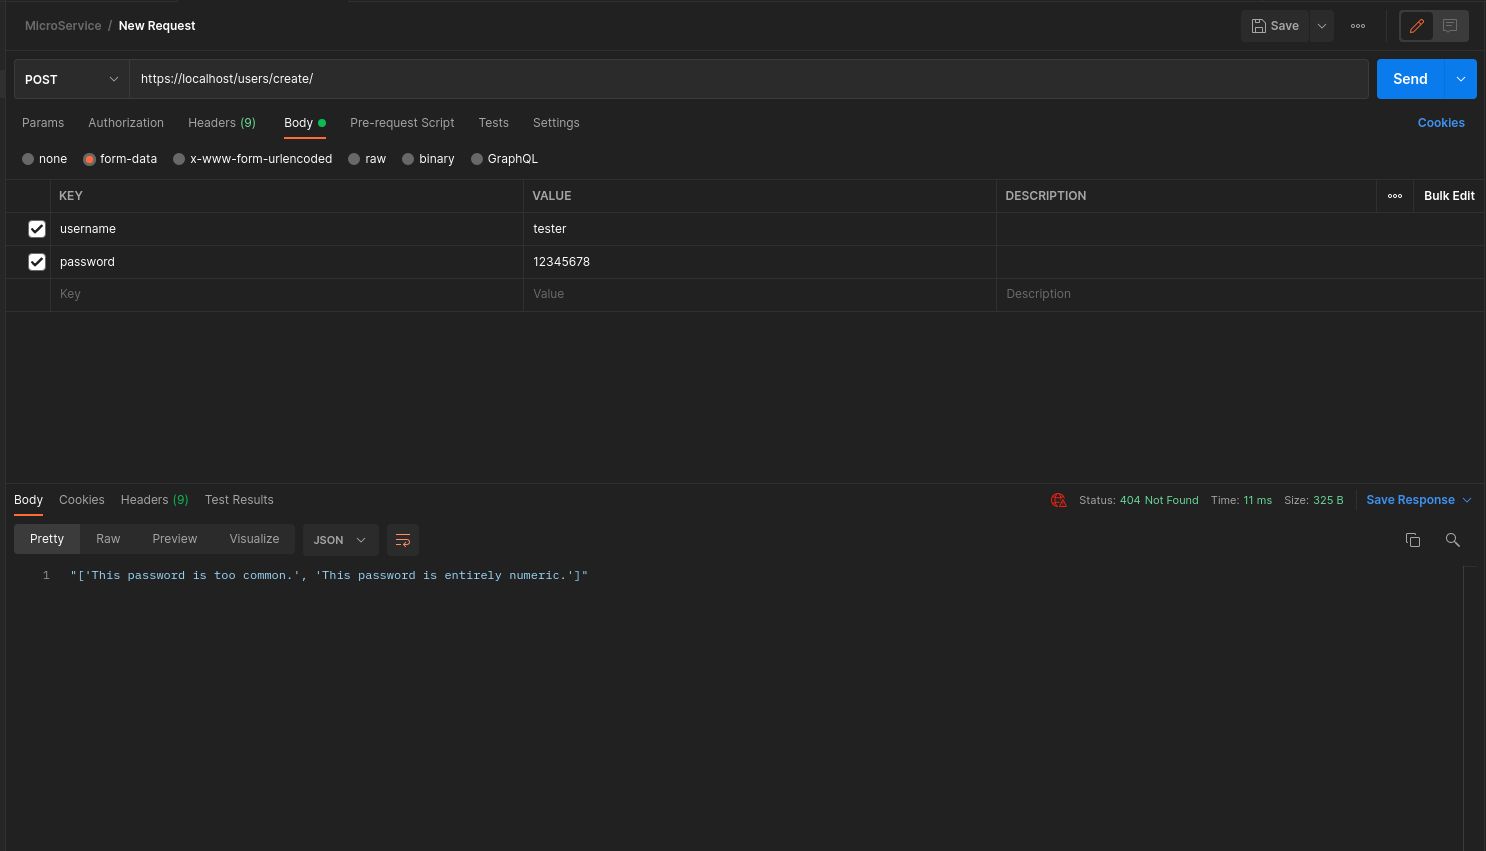 MicroService / New Request
Save
POST
https://localhost/users/create/
Send
Params Authorization Headers (9) Body Pre-request Script Tests Settings Cookies
none form-data x-www-form-urlencoded raw binary GraphQL
KEY VALUE DESCRIPTION Bulk Edit
username tester
password 12345678
Key Value Description
Body Cookies Headers (9) Test Results Status: 404 Not Found Time: 11 ms Size: 325 B Save Response
Pretty Raw Preview Visualize JSON
1 "['This password is too common.', 'This password is entirely numeric.']"